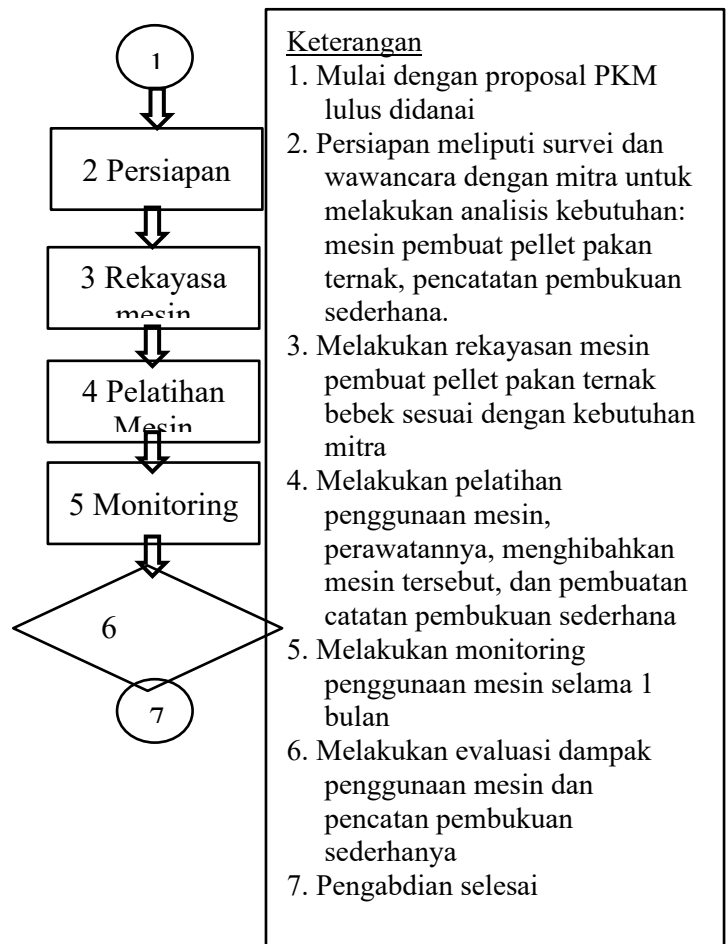 1
2 Persiapan
3 Rekayasa
mesin
4 Pelatihan
Mesin
5 Monitoring
6
7
Keterangan
1. Mulai dengan proposal PKM
lulus didanai
2. Persiapan meliputi survei dan
wawancara dengan mitra untuk
melakukan analisis kebutuhan:
mesin pembuat pellet pakan
ternak, pencatatan pembukuan
sederhana.
3. Melakukan rekayasan mesin
pembuat pellet pakan ternak
bebek sesuai dengan kebutuhan
mitra
4. Melakukan pelatihan
penggunaan mesin,
perawatannya, menghibahkan
mesin tersebut, dan pembuatan
catatan pembukuan sederhana
5. Melakukan monitoring
penggunaan mesin selama 1
bulan
6. Melakukan evaluasi dampak
penggunaan mesin dan
pencatan pembukuan
sederhanya
7. Pengabdian selesai